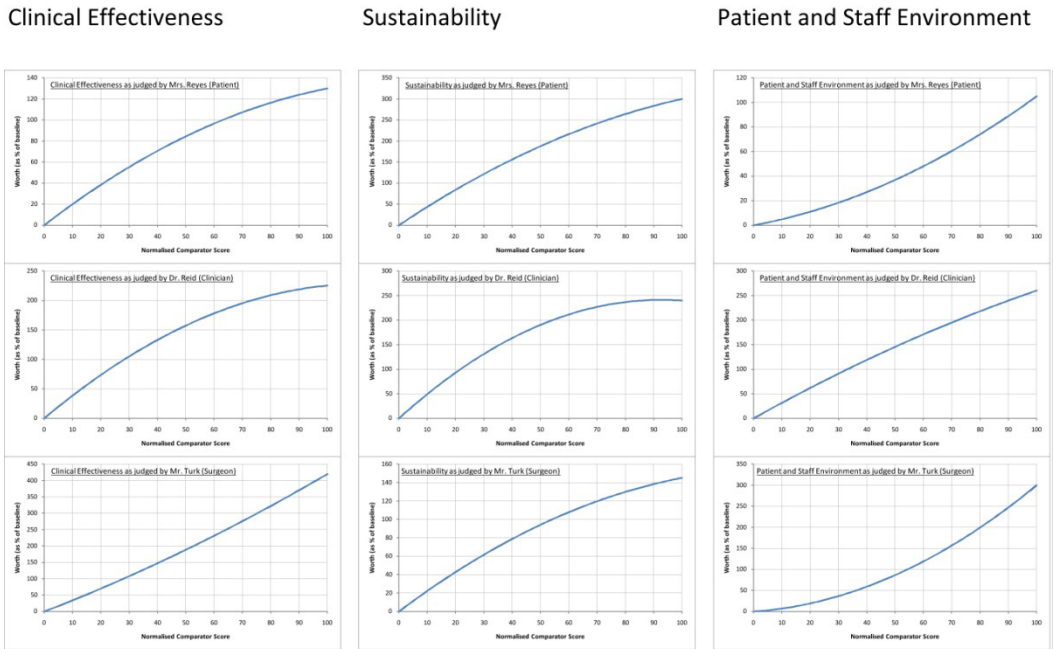 Clinical Effectiveness
Sustainability
Patient and Staff Environment
Clinical Effectiveness as judged by Mrs. Reyes (Patient)
Worth (as % of baseline)
140
120
100
80
60
40
20
0
0 10 20 30 40 50 60 70 80 90 100
Normalised Comparator Score
Sustainability as judged by Mrs. Reyes (Patient)
Worth (as % of baseline)
350
300
250
200
150
100
50
0
0 10 20 30 40 50 60 70 80 90 100
Normalised Comparator Score
Patient and Staff Environment as judged by Mrs. Reyes (Patient)
Worth (as % of baseline)
120
100
80
60
40
20
0
0 10 20 30 40 50 60 70 80 90 100
Normalised Comparator Score
Clinical Effectiveness as judged by Dr. Reid (Clinician)
Worth (as % of baseline)
250
200
150
100
50
0
0 10 20 30 40 50 60 70 80 90 100
Normalised Comparator Score
Sustainability as judged by Dr. Reid (Clinician)
Worth (as % of baseline)
300
250
200
150
100
50
0
0 10 20 30 40 50 60 70 80 90 100
Normalised Comparator Score
Patient and Staff Environment as judged by Dr. Reid (Clinician)
Worth (as % of baseline)
300
250
200
150
100
50
0
0 10 20 30 40 50 60 70 80 90 100
Normalised Comparator Score
Clinical Effectiveness as judged by Mr. Turk (Surgeon)
Worth (as % of baseline)
450
400
350
300
250
200
150
100
50
0
0 10 20 30 40 50 60 70 80 90 100
Normalised Comparator Score
Sustainability as judged by Mr. Turk (Surgeon)
Worth (as % of baseline)
160
140
120
100
80
60
40
20
0
0 10 20 30 40 50 60 70 80 90 100
Normalised Comparator Score
Patient and Staff Environment as judged by Mr. Turk (Surgeon)
Worth (as % of baseline)
350
300
250
200
150
100
50
0
0 10 20 30 40 50 60 70 80 90 100
Normalised Comparator Score